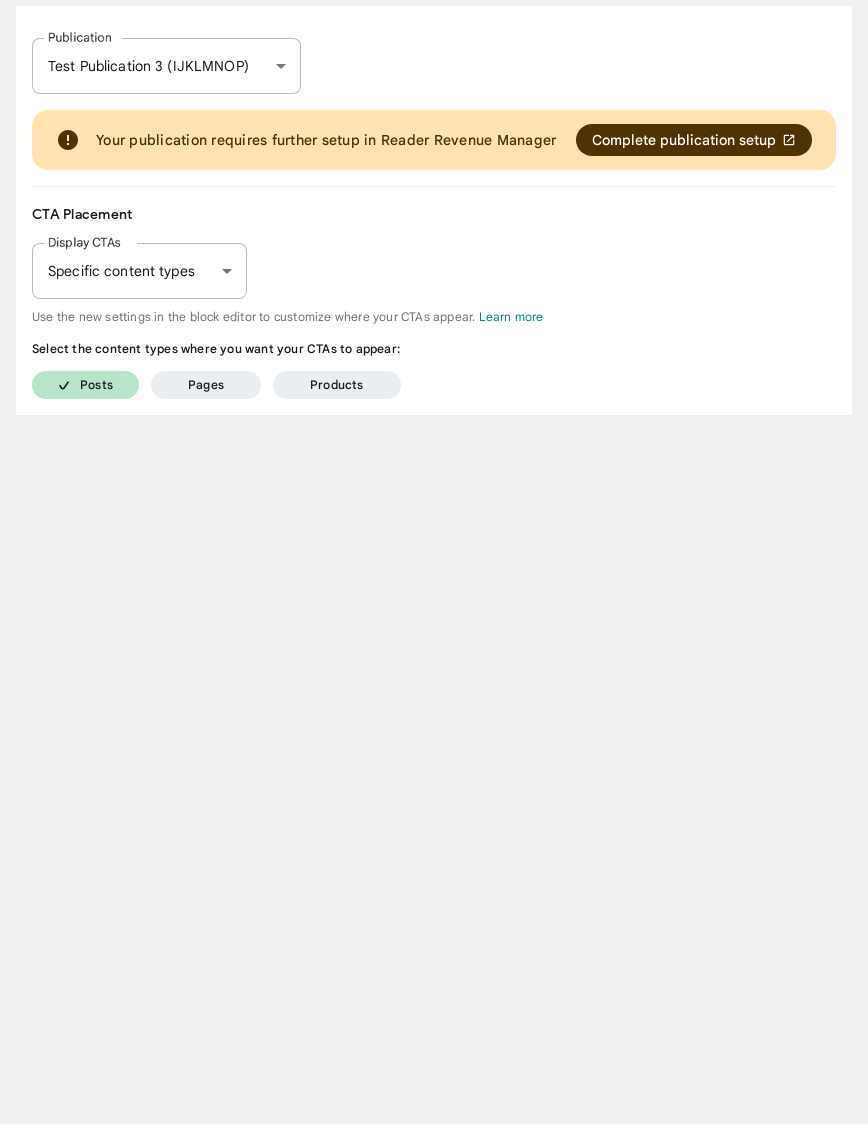 Publication
Test Publication 3 (IJKLMNOP)
Your publication requires further setup in Reader Revenue Manager
Complete publication setup
CTA Placement
Display CTAs
Specific content types
Use the new settings in the block editor to customize where your CTAs appear. Learn more
Select the content types where you want your CTAs to appear:
Posts Pages Products